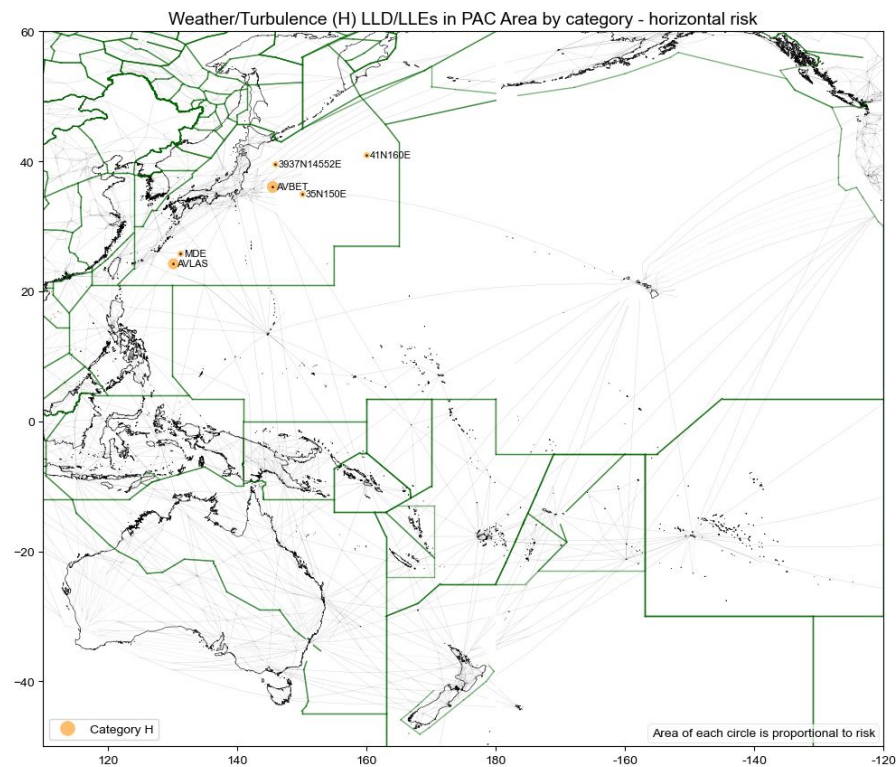 Weather/Turbulence (H) LLD/LLEs in PAC Area by category - horizontal risk
60
40
20
0
−20
−40
41N160E
3937N14552E
AVBET
35N150E
MDE
AVLAS
Category H
Area of each circle is proportional to risk
120
140
160
180
-160
-140
-120